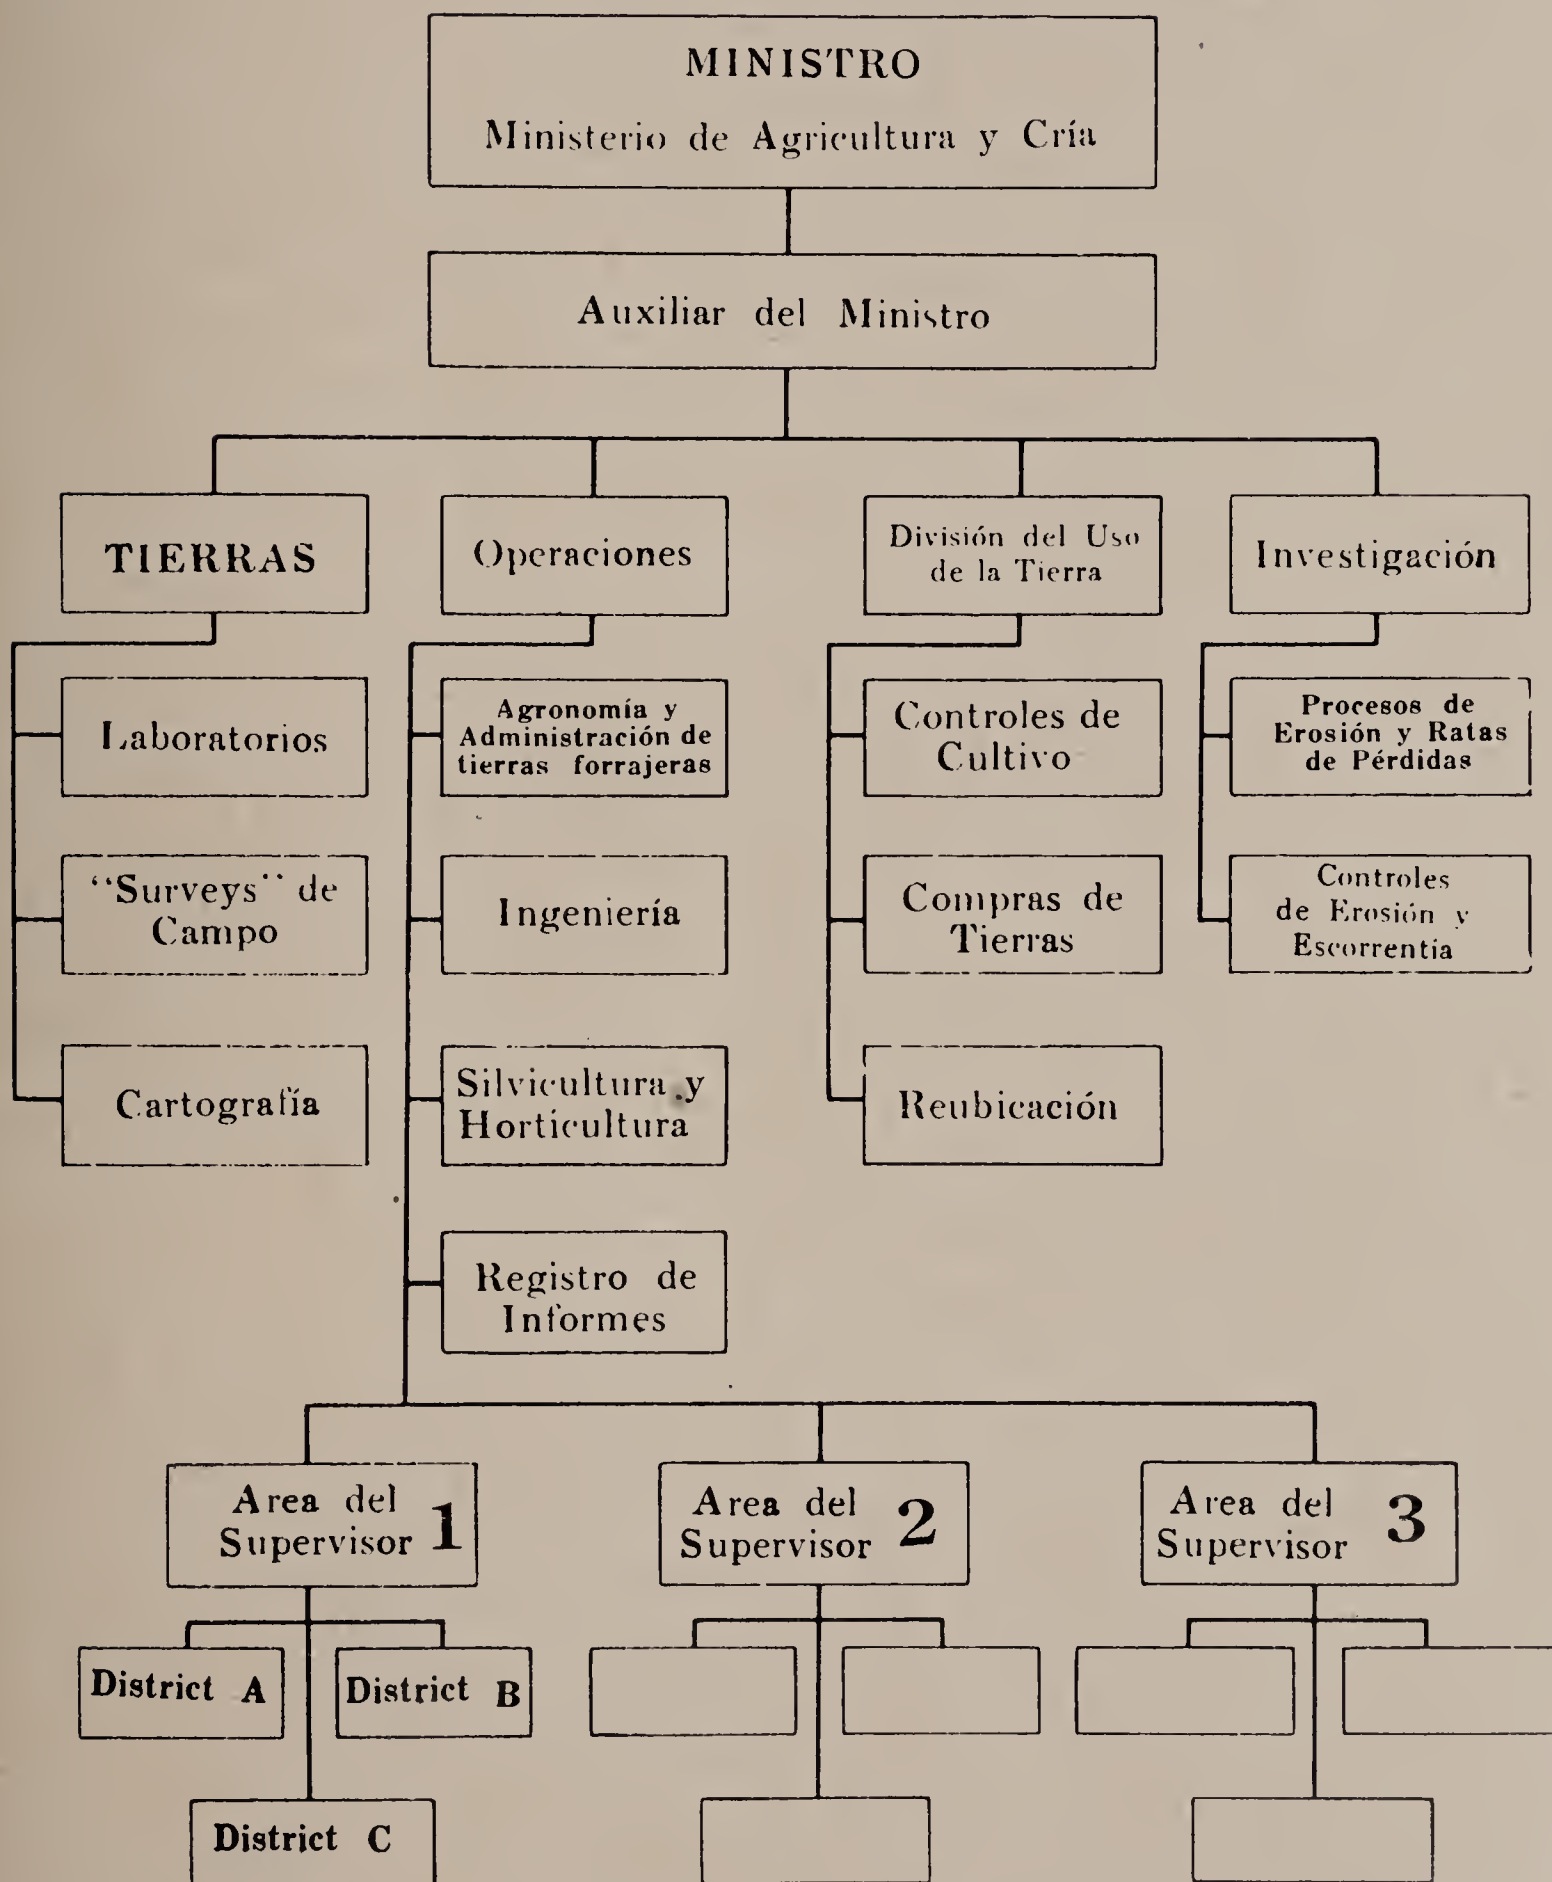 MINISTRO
Ministerio de Agricultura y Cría
Auxiliar del Ministro
TIERRAS
Operaciones
División del Uso
de la Tierra
Investigación
Laboratorios
Agronomía y
Administración de
tierras forrajeras
Controles de
Cultivo
Procesos de
Erosión y Ratas
de Pérdidas
“Surveys” de
Campo
Ingeniería
Compras de
Tierras
Controles
de Erosión y
Escorrentía
Cartografía
Silvicultura y
Horticultura
Reubicación
Registro de
Informes
Area del
Supervisor 1
Area del
Supervisor 2
Area del
Supervisor 3
District A
District B
District C